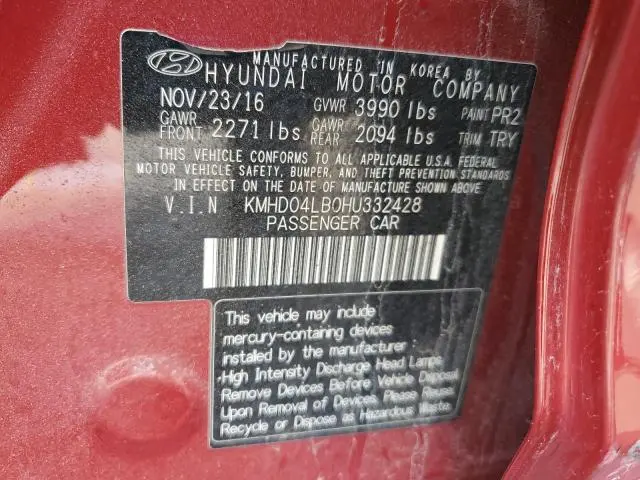 MANUFACTURED IN KOREA BY
HYUNDAI MOTOR COMPANY
NOV/23/16 GVWR 3990 lbs PAINT PR2
GAWR FRONT 2271 lbs GAWR REAR 2094 lbs TRIM TRY
THIS VEHICLE CONFORMS TO ALL APPLICABLE U.S.A. FEDERAL
MOTOR VEHICLE SAFETY, BUMPER, AND THEFT PREVENTION STANDARDS
IN EFFECT ON THE DATE OF MANUFACTURE SHOWN ABOVE.
V.I.N KMHD04LB0HU332428
PASSENGER CAR
This vehicle may include
mercury-containing devices
installed by the manufacturer
High Intensity Discharge Head Lamps
Remove Devices Before Vehicle Disposal
Upon Removal of Devices, Please Reuse,
Recycle or Dispose as Hazardous Waste.